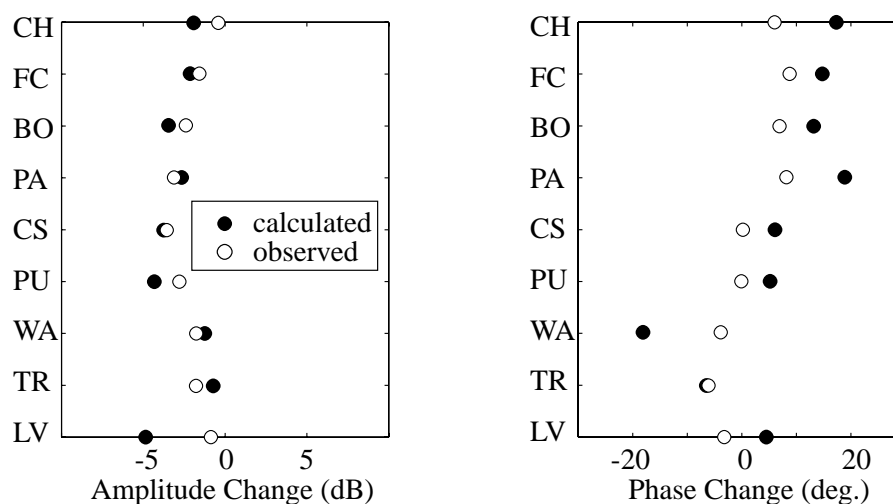 CH
FC
BO
PA
CS
PU
WA
TR
LV
calculated
observed
-5 0 5
Amplitude Change (dB)
CH
FC
BO
PA
CS
PU
WA
TR
LV
-20 0 20
Phase Change (deg.)